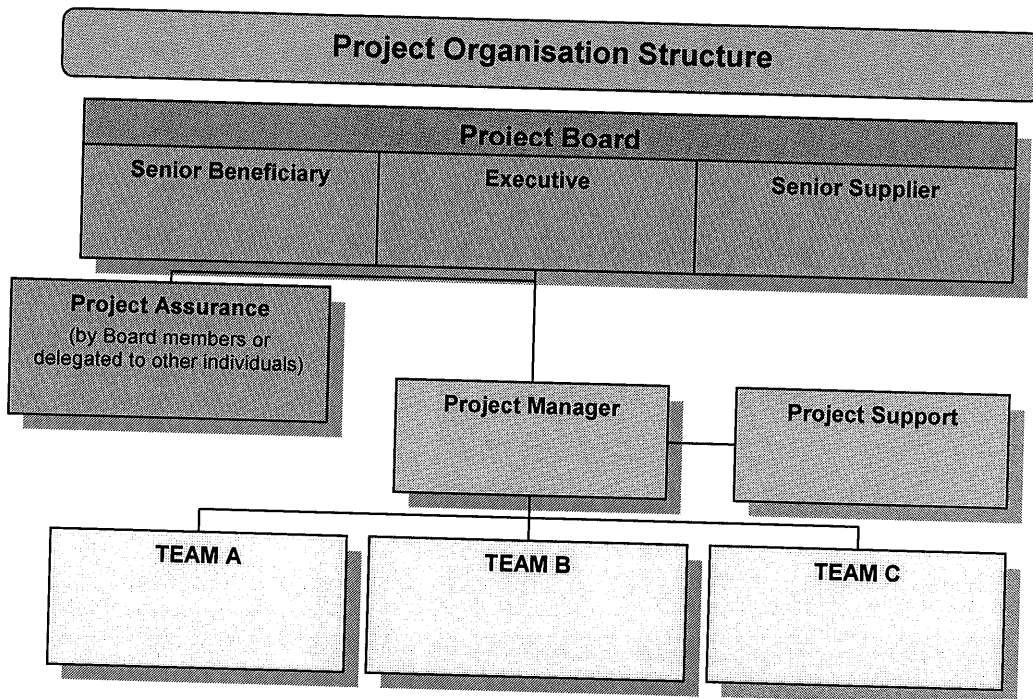 Project Organisation Structure
Project Board
Senior Beneficiary
Executive
Senior Supplier
Project Assurance
(by Board members or
delegated to other individuals)
Project Manager
Project Support
TEAM A
TEAM B
TEAM C